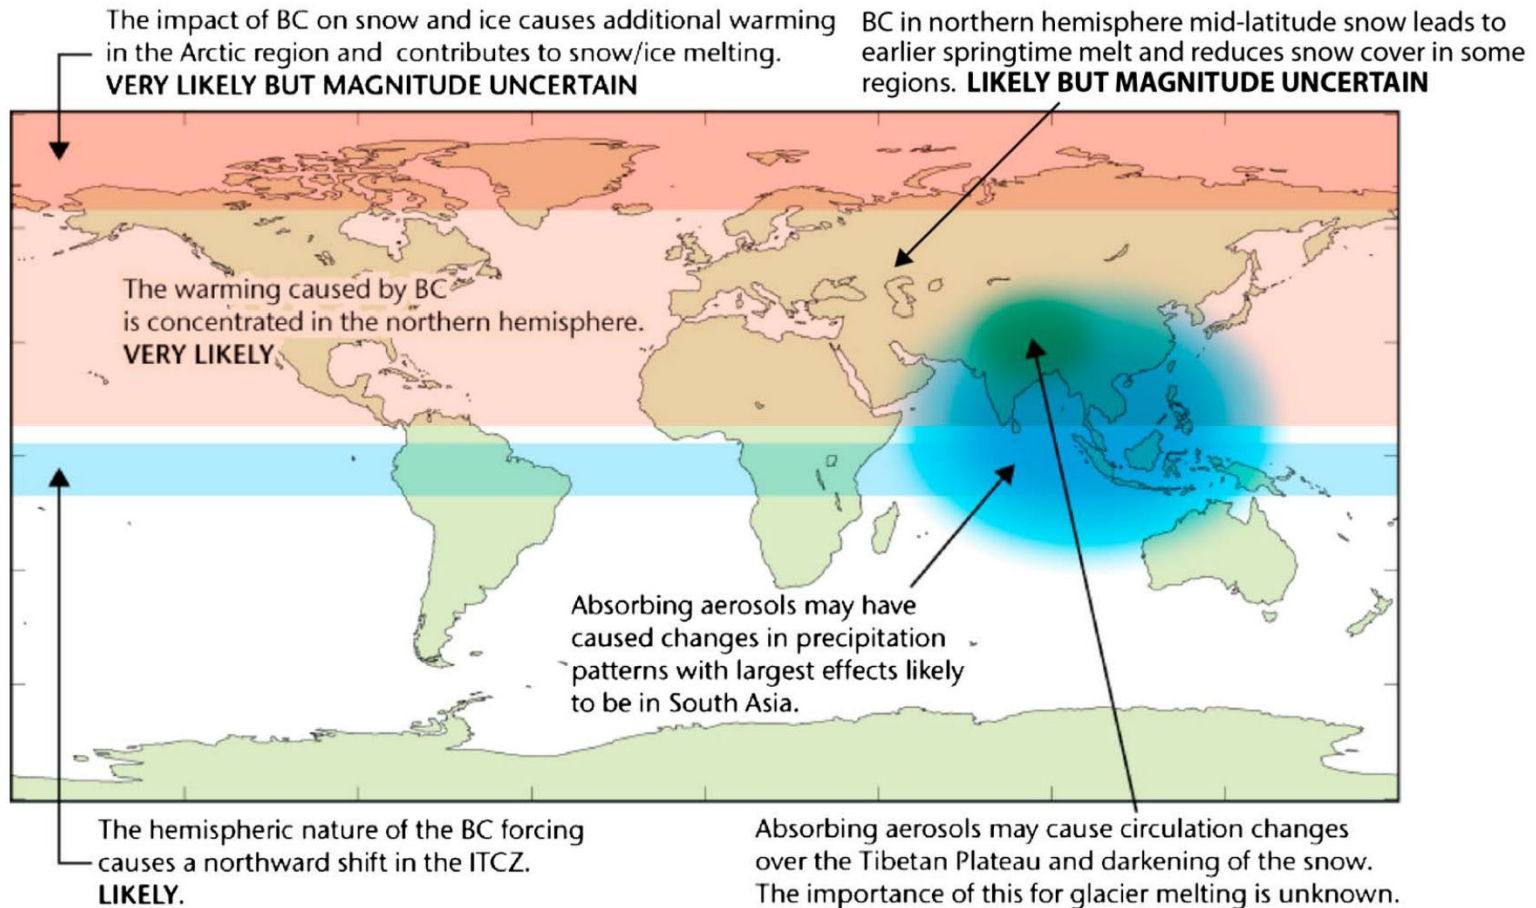 The impact of BC on snow and ice causes additional warming
in the Arctic region and contributes to snow/ice melting.
VERY LIKELY BUT MAGNITUDE UNCERTAIN
BC in northern hemisphere mid-latitude snow leads to
earlier springtime melt and reduces snow cover in some
regions. LIKELY BUT MAGNITUDE UNCERTAIN
The warming caused by BC
is concentrated in the northern hemisphere.
VERY LIKELY
Absorbing aerosols may have
caused changes in precipitation
patterns with largest effects likely
to be in South Asia.
The hemispheric nature of the BC forcing
causes a northward shift in the ITCZ.
LIKELY.
Absorbing aerosols may cause circulation changes
over the Tibetan Plateau and darkening of the snow.
The importance of this for glacier melting is unknown.